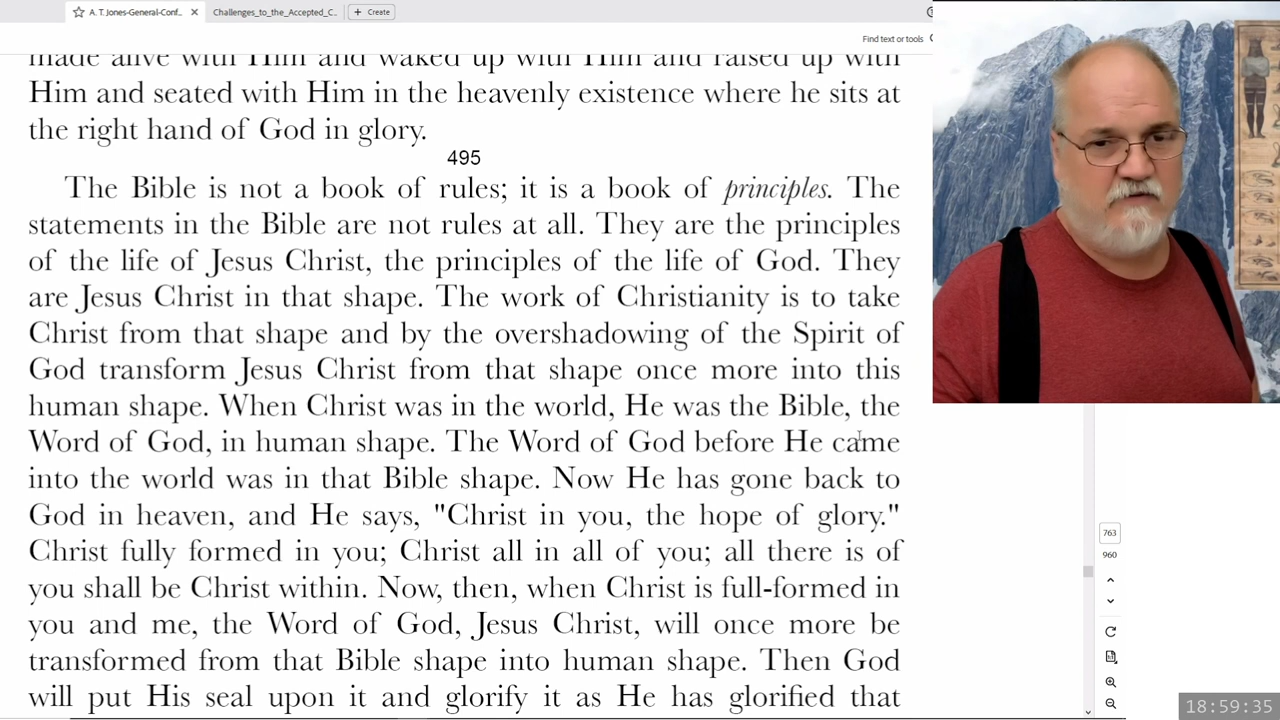 A. T. Jones-General-Conf...
Challenges_to_the_Accepted_C...
Create
Find text or tools
made alive with Him and waked up with Him and raised up with
Him and seated with Him in the heavenly existence where he sits at
the right hand of God in glory.
495
The Bible is not a book of rules; it is a book of principles. The
statements in the Bible are not rules at all. They are the principles
of the life of Jesus Christ, the principles of the life of God. They
are Jesus Christ in that shape. The work of Christianity is to take
Christ from that shape and by the overshadowing of the Spirit of
God transform Jesus Christ from that shape once more into this
human shape. When Christ was in the world, He was the Bible, the
Word of God, in human shape. The Word of God before He came
into the world was in that Bible shape. Now He has gone back to
God in heaven, and He says, "Christ in you, the hope of glory."
Christ fully formed in you; Christ all in all of you; all there is of
you shall be Christ within. Now, then, when Christ is full-formed in
you and me, the Word of God, Jesus Christ, will once more be
transformed from that Bible shape into human shape. Then God
will put His seal upon it and glorify it as He has glorified that
763
960
18:59:35